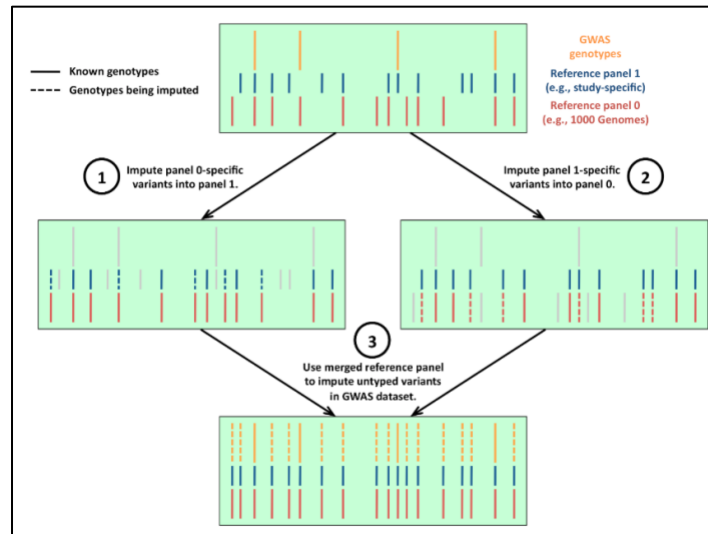 GWAS
genotypes
Known genotypes
Genotypes being imputed
Reference panel 1
(e.g., study-specific)
Reference panel 0
(e.g., 1000 Genomes)
1
Impute panel 0-specific
variants into panel 1.
Impute panel 1-specific
variants into panel 0.
2
3
Use merged reference panel
to impute untyped variants
in GWAS dataset.